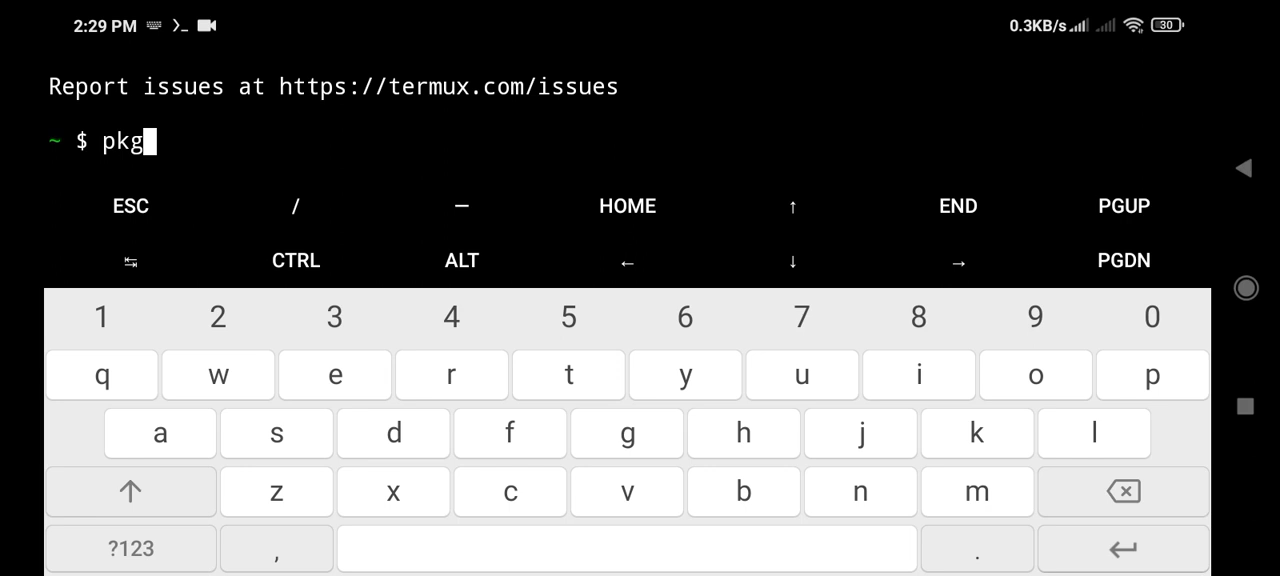 2:29 PM
0.3KB/s 30
Report issues at https://termux.com/issues
~ $ pkg
ESC / — HOME ↑ END PGUP
↹ CTRL ALT ← ↓ → PGDN
1 2 3 4 5 6 7 8 9 0
q w e r t y u i o p
a s d f g h j k l
z x c v b n m
?123 , .